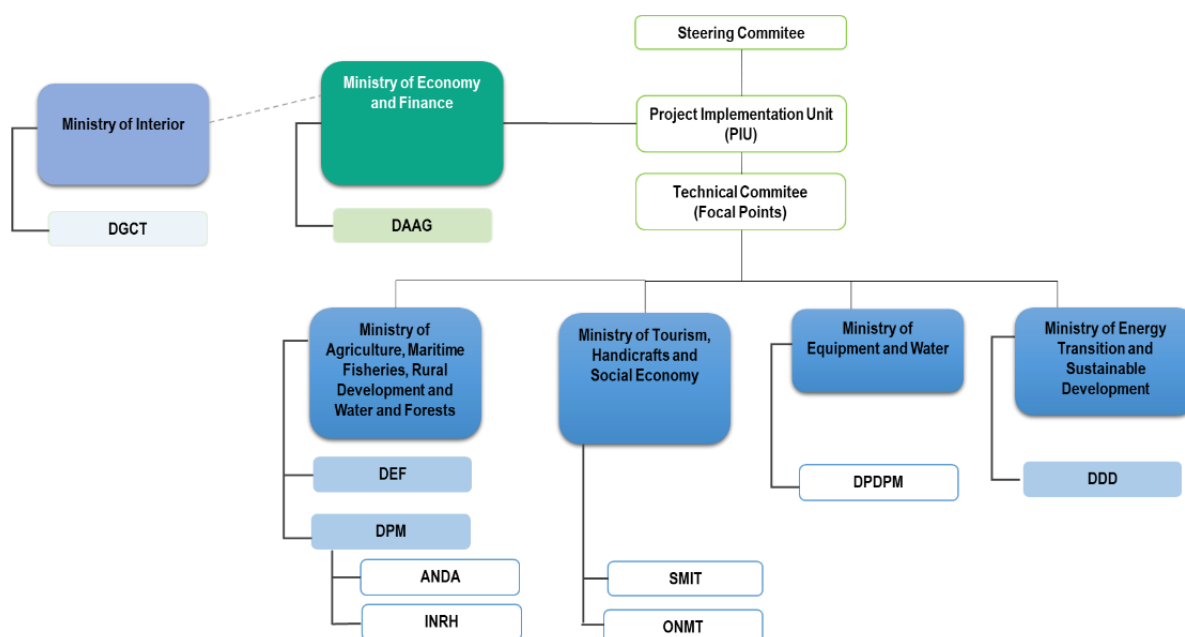 Steering Commitee
Ministry of Economy
and Finance
Ministry of Interior
Project Implementation Unit
(PIU)
Technical Commitee
(Focal Points)
DGCT
DAAG
Ministry of
Agriculture, Maritime
Fisheries, Rural
Development and
Water and Forests
Ministry of Tourism,
Handicrafts and
Social Economy
Ministry of
Equipment and Water
Ministry of Energy
Transition and
Sustainable
Development
DEF
DPM
ANDA
INRH
SMIT
ONMT
DPDPM
DDD